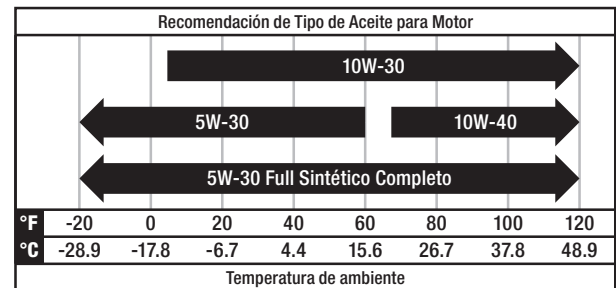 Recomendación de Tipo de Aceite para Motor
10W-30
5W-30 10W-40
5W-30 Full Sintético Completo
°F -20 0 20 40 60 80 100 120
°C -28.9 -17.8 -6.7 4.4 15.6 26.7 37.8 48.9
Temperatura de ambiente